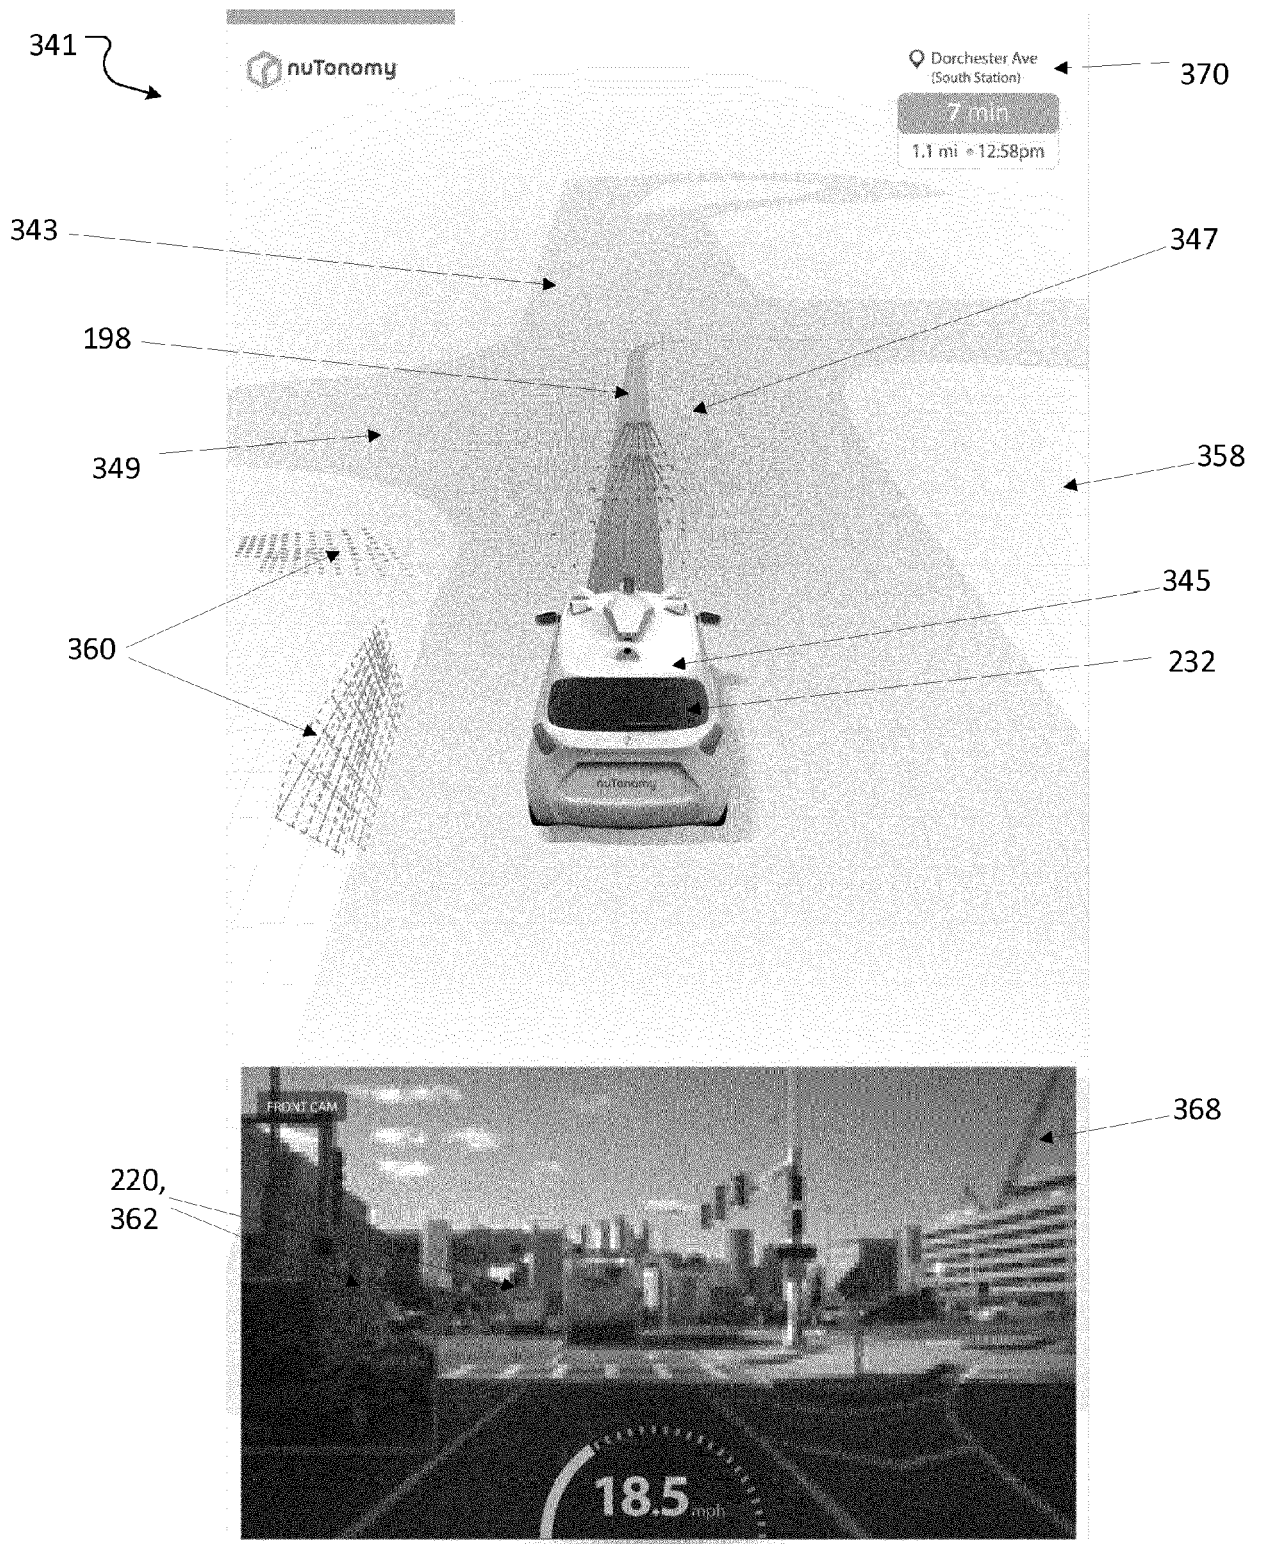 341
nuTonomy
Dorchester Ave
(South Station)
370
7 min
1.1 mi • 12:58pm
343
347
198
349
358
345
360
232
nuTonomy
FRONT CAM
368
220,
362
18.5 mph